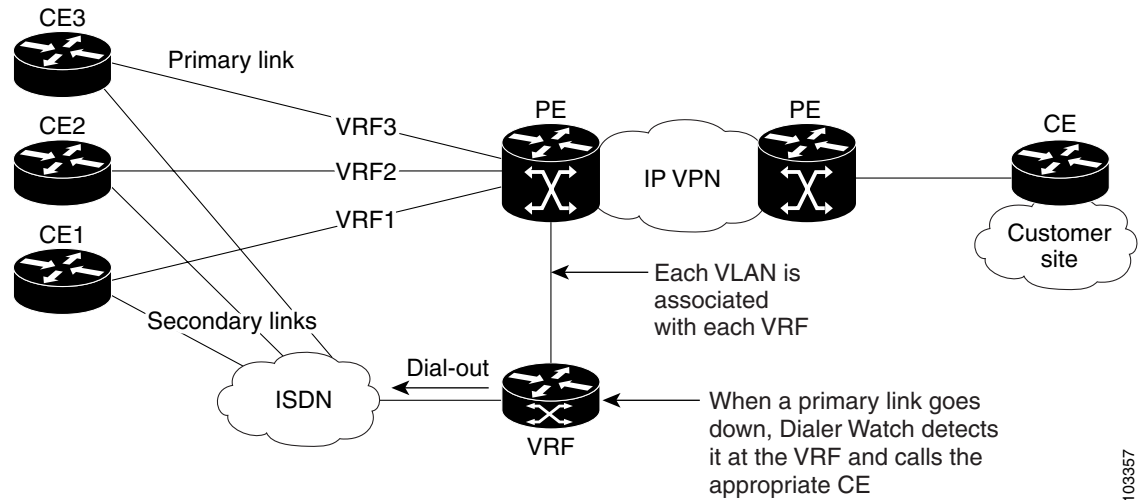 CE3
Primary link
CE2
VRF3
PE
PE
CE
VRF2
IP VPN
CE1
VRF1
Customer
site
Each VLAN is
associated
with each VRF
Secondary links
Dial-out
ISDN
VRF
When a primary link goes
down, Dialer Watch detects
it at the VRF and calls the
appropriate CE
103357